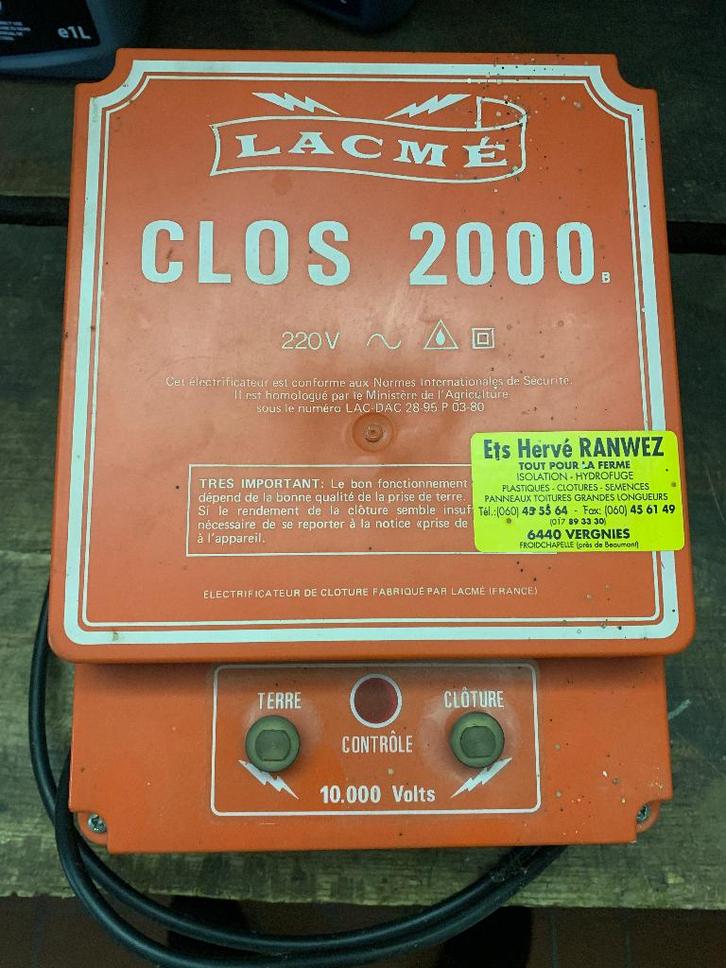 e1L
LACMÉ
CLOS 2000 B
220V
Cet électrificateur est conforme aux Normes Internationales de Sécurité.
Il est homologué par le Ministère de l'Agriculture
sous le numéro LAC-DAC 28-95 P 03-80
TRES IMPORTANT: Le bon fonctionnement
dépend de la bonne qualité de la prise de terre.
Si le rendement de la clôture semble insuf
nécessaire de se reporter à la notice «prise de
à l'appareil.
Ets Hervé RANWEZ
TOUT POUR LA FERME
ISOLATION - HYDROFUGE
PLASTIQUES - CLOTURES - SEMENCES
PANNEAUX TOITURES GRANDES LONGUEURS
Tél.:(060) 45 55 64 - Fax: (060) 45 61 49
(017 89 33 30)
6440 VERGNIES
FROIDCHAPELLE (près de Beaumont)
ÉLECTRIFICATEUR DE CLOTURE FABRIQUÉ PAR LACMÉ (FRANCE)
TERRE
CLÔTURE
CONTRÔLE
10.000 Volts